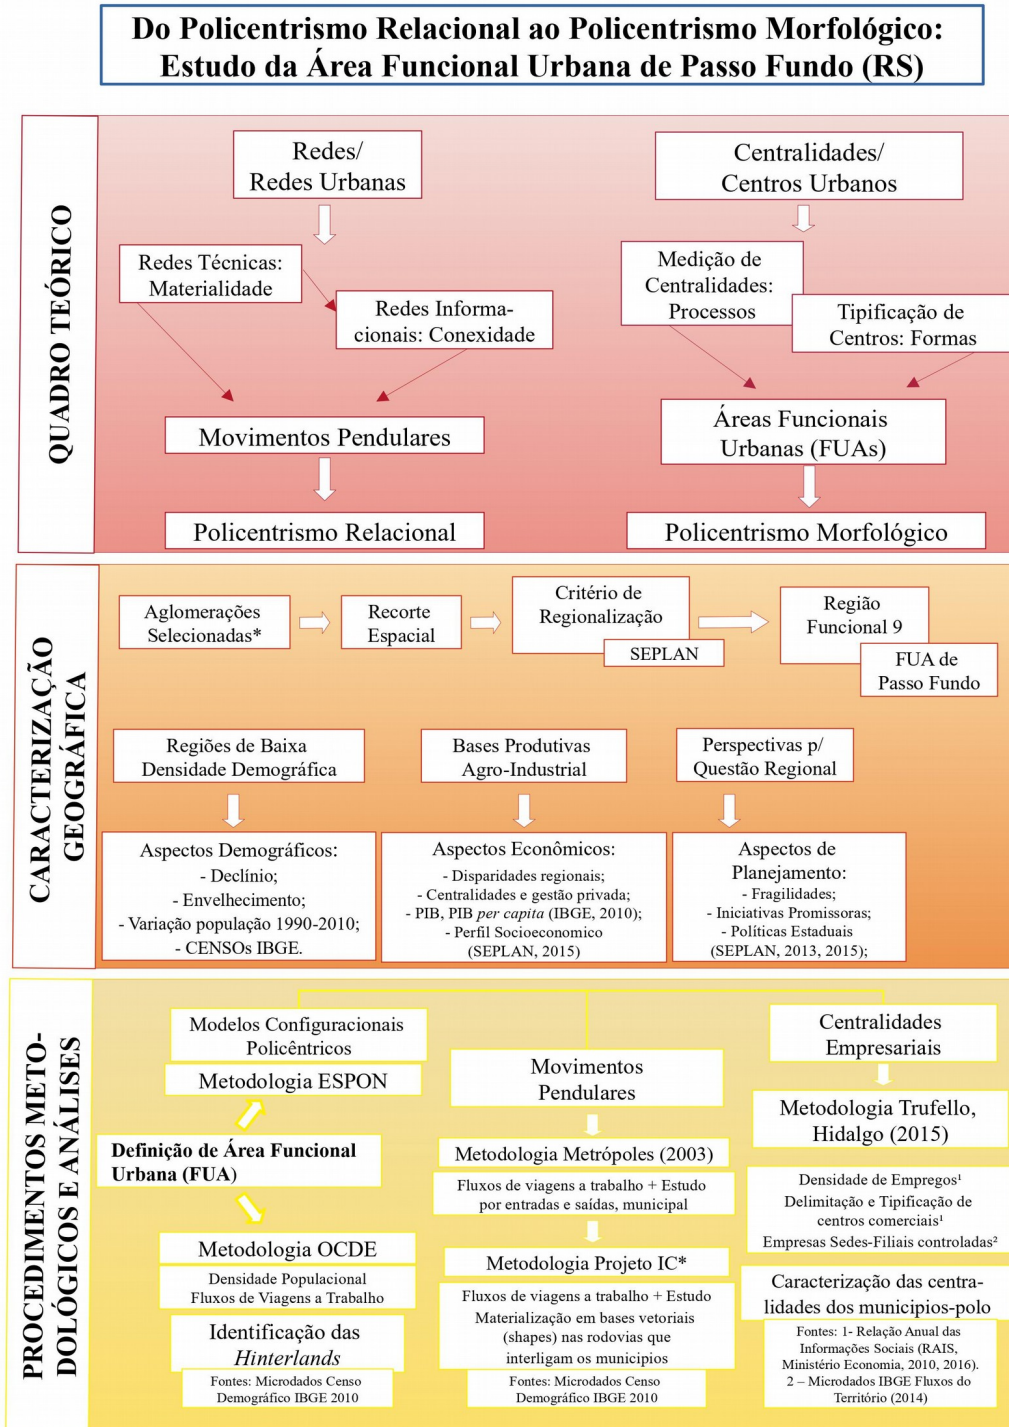 Do Policentrismo Relacional ao Policentrismo Morfológico:
Estudo da Área Funcional Urbana de Passo Fundo (RS)
QUADRO TEÓRICO
Redes/
Redes Urbanas
Centralidades/
Centros Urbanos
Redes Técnicas:
Materialidade
Redes Informa-
cionais: Conexidade
Medição de
Centralidades:
Processos
Tipificação de
Centros: Formas
Movimentos Pendulares
Áreas Funcionais
Urbanas (FUAs)
Policentrismo Relacional
Policentrismo Morfológico
CARACTERIZAÇÃO
GEOGRÁFICA
Aglomerações
Selecionadas*
Recorte
Espacial
Critério de
Regionalização
SEPLAN
Região
Funcional 9
FUA de
Passo Fundo
Regiões de Baixa
Densidade Demográfica
Bases Produtivas
Agro-Industrial
Perspectivas p/
Questão Regional
Aspectos Demográficos:
- Declínio;
- Envelhecimento;
- Variação população 1990-2010;
- CENSOs IBGE.
Aspectos Econômicos:
- Disparidades regionais;
- Centralidades e gestão privada;
- PIB, PIB per capita (IBGE, 2010);
- Perfil Socioeconomico
(SEPLAN, 2015)
Aspectos de
Planejamento:
- Fragilidades;
- Iniciativas Promissoras;
- Políticas Estaduais
(SEPLAN, 2013, 2015);
PROCEDIMENTOS METO-
DOLÓGICOS E ANÁLISES
Modelos Configuracionais
Policêntricos
Metodologia ESPON
Definição de Área Funcional
Urbana (FUA)
Metodologia OCDE
Densidade Populacional
Fluxos de Viagens a Trabalho
Identificação das
Hinterlands
Fontes: Microdados Censo
Demográfico IBGE 2010
Movimentos
Pendulares
Metodologia Metrópoles (2003)
Fluxos de viagens a trabalho + Estudo
por entradas e saídas, municipal
Metodologia Projeto IC*
Fluxos de viagens a trabalho + Estudo
Materialização em bases vetoriais
(shapes) nas rodovias que
interligam os municipios
Fontes: Microdados Censo
Demográfico IBGE 2010
Centralidades
Empresariais
Metodologia Trufello,
Hidalgo (2015)
Densidade de Empregos¹
Delimitação e Tipificação de
centros comerciais¹
Empresas Sedes-Filiais controladas²
Caracterização das centra-
lidades dos municipios-polo
Fontes: 1- Relação Anual das
Informações Sociais (RAIS,
Ministério Economia, 2010, 2016).
2 – Microdados IBGE Fluxos do
Território (2014)